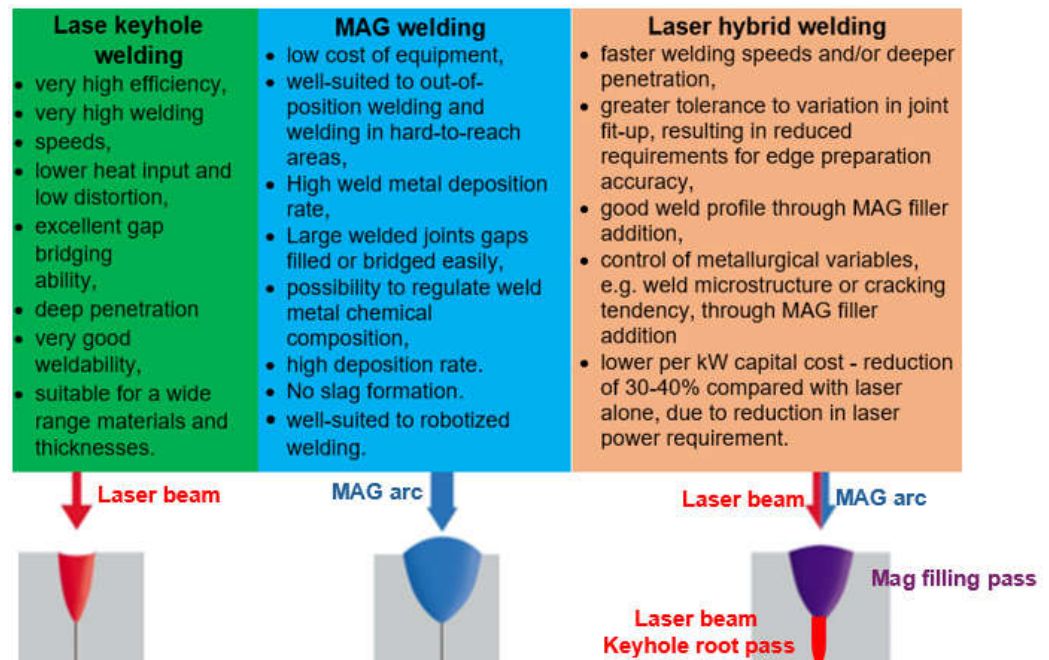 Lase keyhole
welding
• very high efficiency,
• very high welding
• speeds,
• lower heat input and
low distortion,
• excellent gap
bridging
ability,
• deep penetration
• very good
weldability,
• suitable for a wide
range materials and
thicknesses.
MAG welding
• low cost of equipment,
• well-suited to out-of-
position welding and
welding in hard-to-reach
areas,
• High weld metal deposition
rate,
• Large welded joints gaps
filled or bridged easily,
• possibility to regulate weld
metal chemical
composition,
• high deposition rate.
• No slag formation.
• well-suited to robotized
welding.
Laser hybrid welding
• faster welding speeds and/or deeper
penetration,
• greater tolerance to variation in joint
fit-up, resulting in reduced
requirements for edge preparation
accuracy,
• good weld profile through MAG filler
addition,
• control of metallurgical variables,
e.g. weld microstructure or cracking
tendency, through MAG filler
addition
• lower per kW capital cost - reduction
of 30-40% compared with laser
alone, due to reduction in laser
power requirement.
Laser beam
MAG arc
Laser beam
MAG arc
Mag filling pass
Laser beam
Keyhole root pass